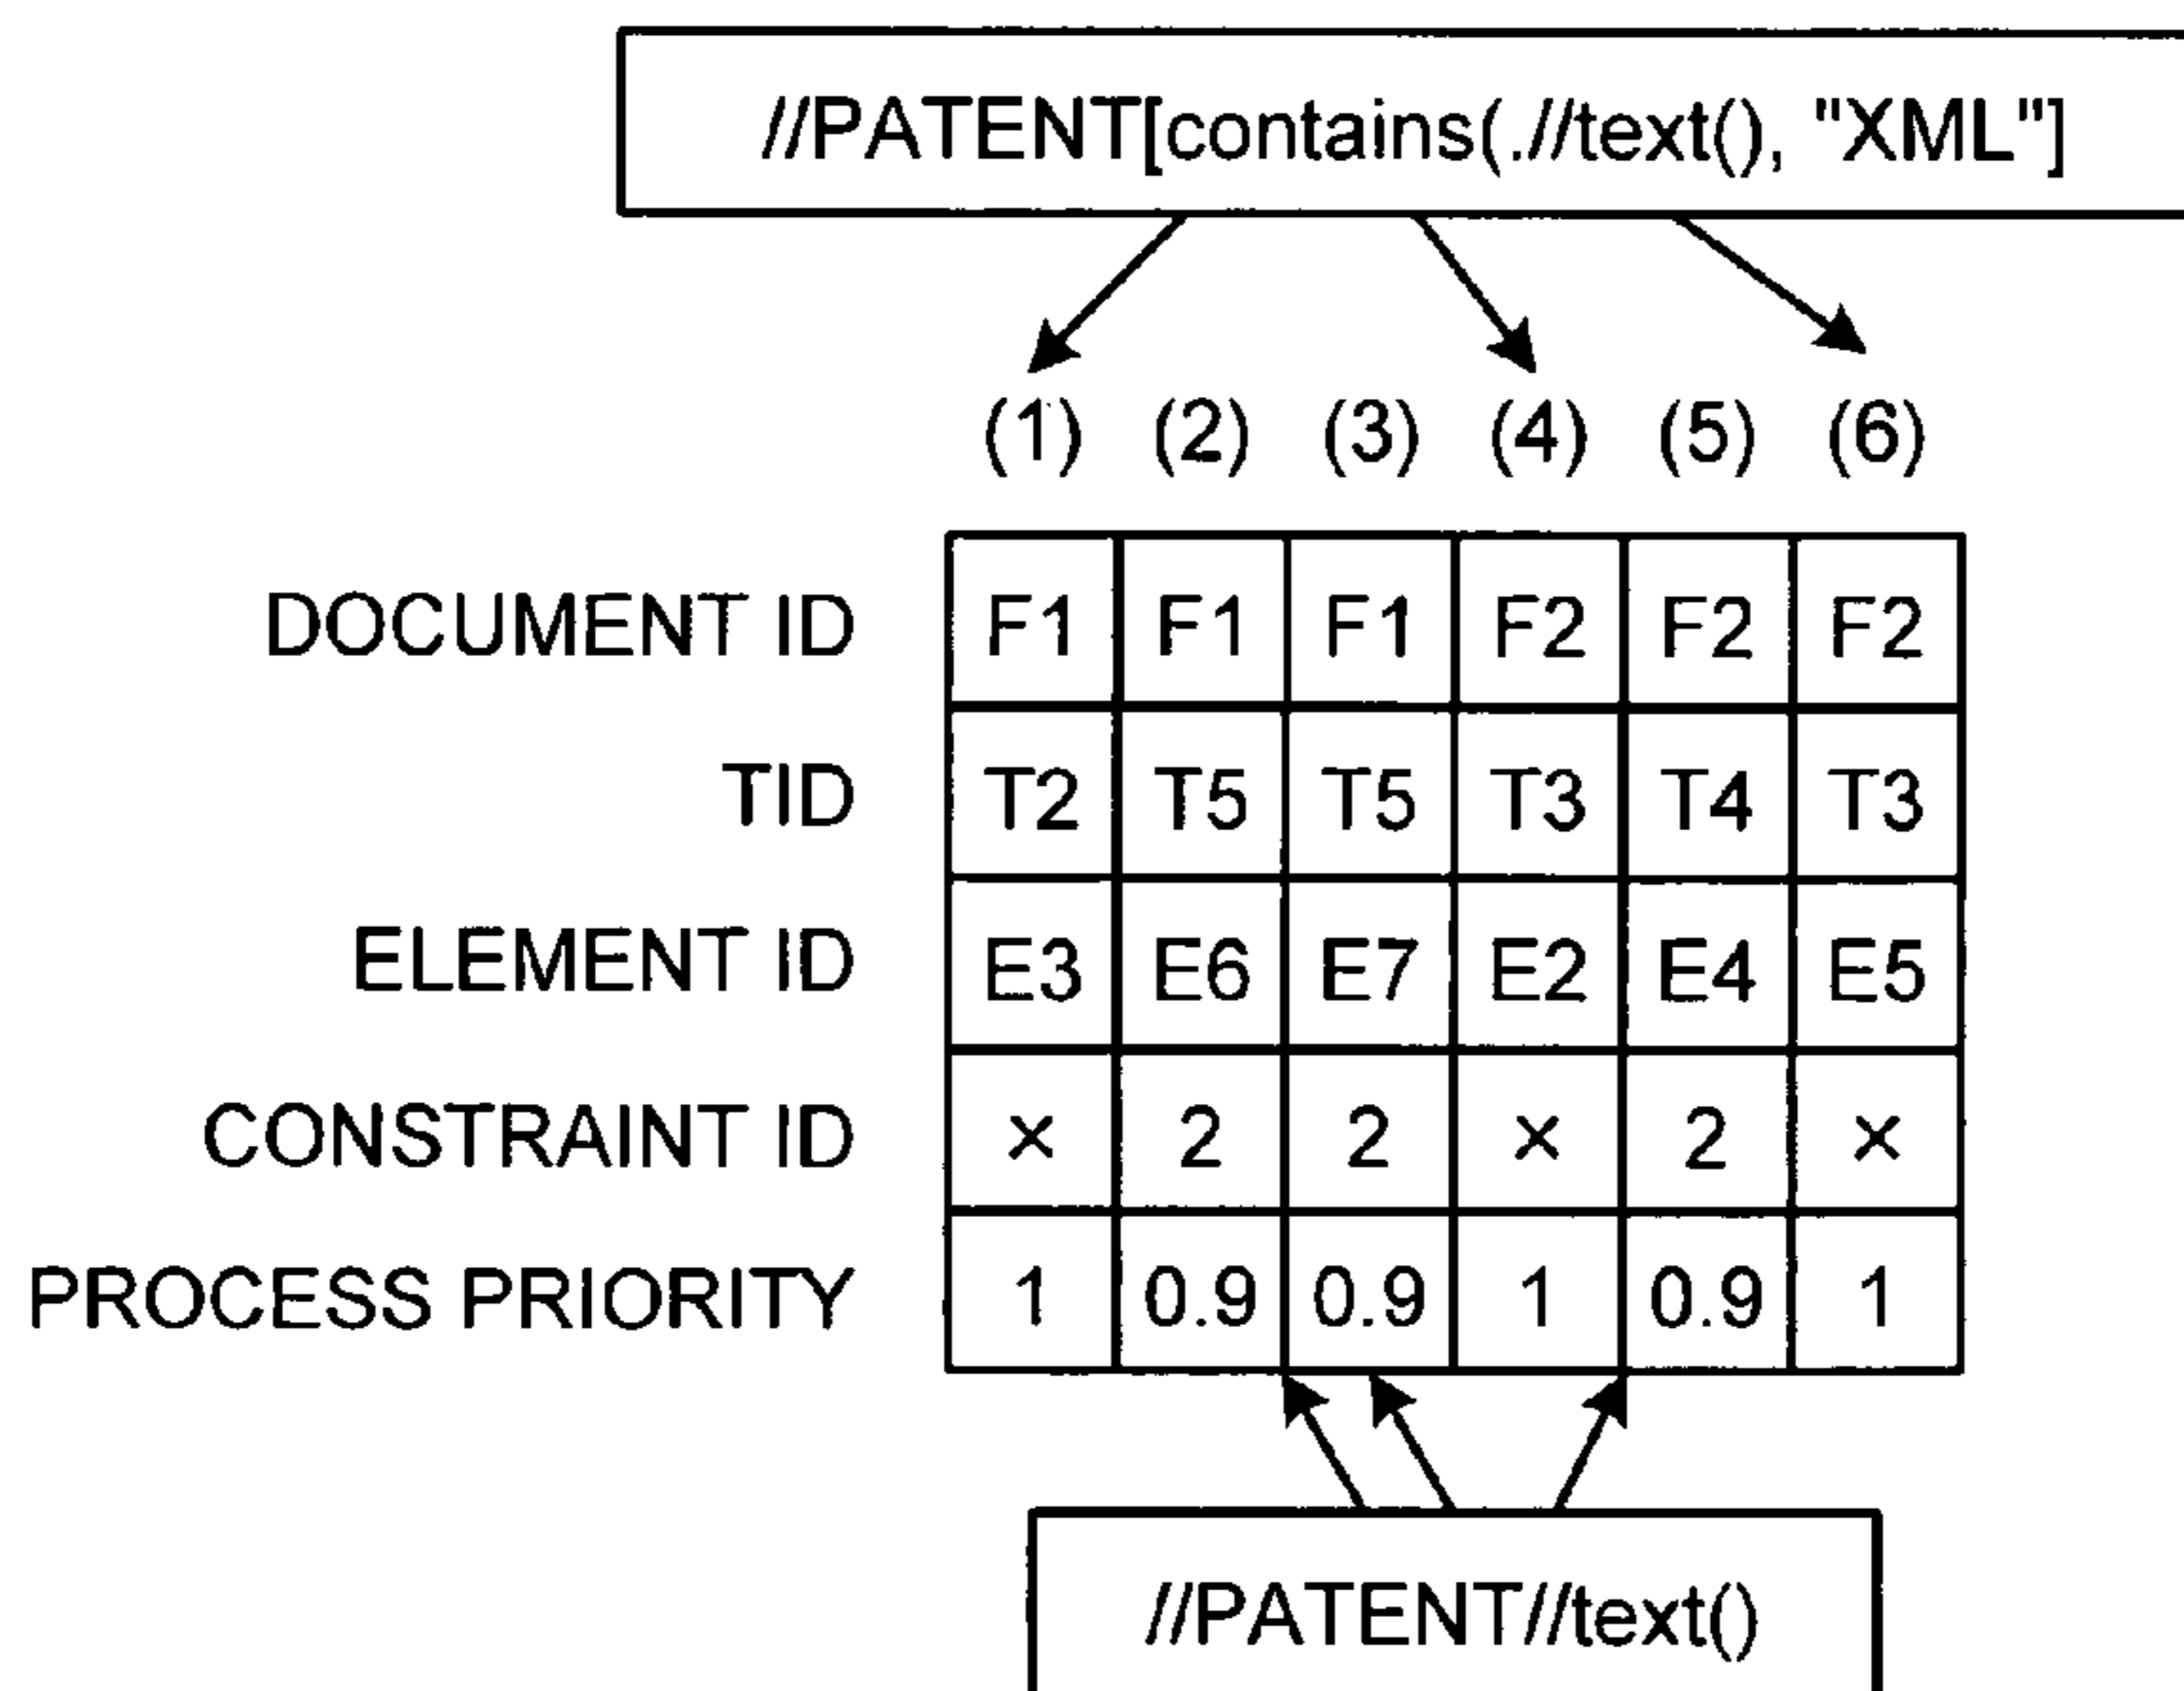 //PATENT[contains(.//text(), "XML"]
(1) (2) (3) (4) (5) (6)
DOCUMENT ID F1 F1 F1 F2 F2 F2
TID T2 T5 T5 T3 T4 T3
ELEMENT ID E3 E6 E7 E2 E4 E5
CONSTRAINT ID × 2 2 × 2 ×
PROCESS PRIORITY 1 0.9 0.9 1 0.9 1
//PATENT//text()